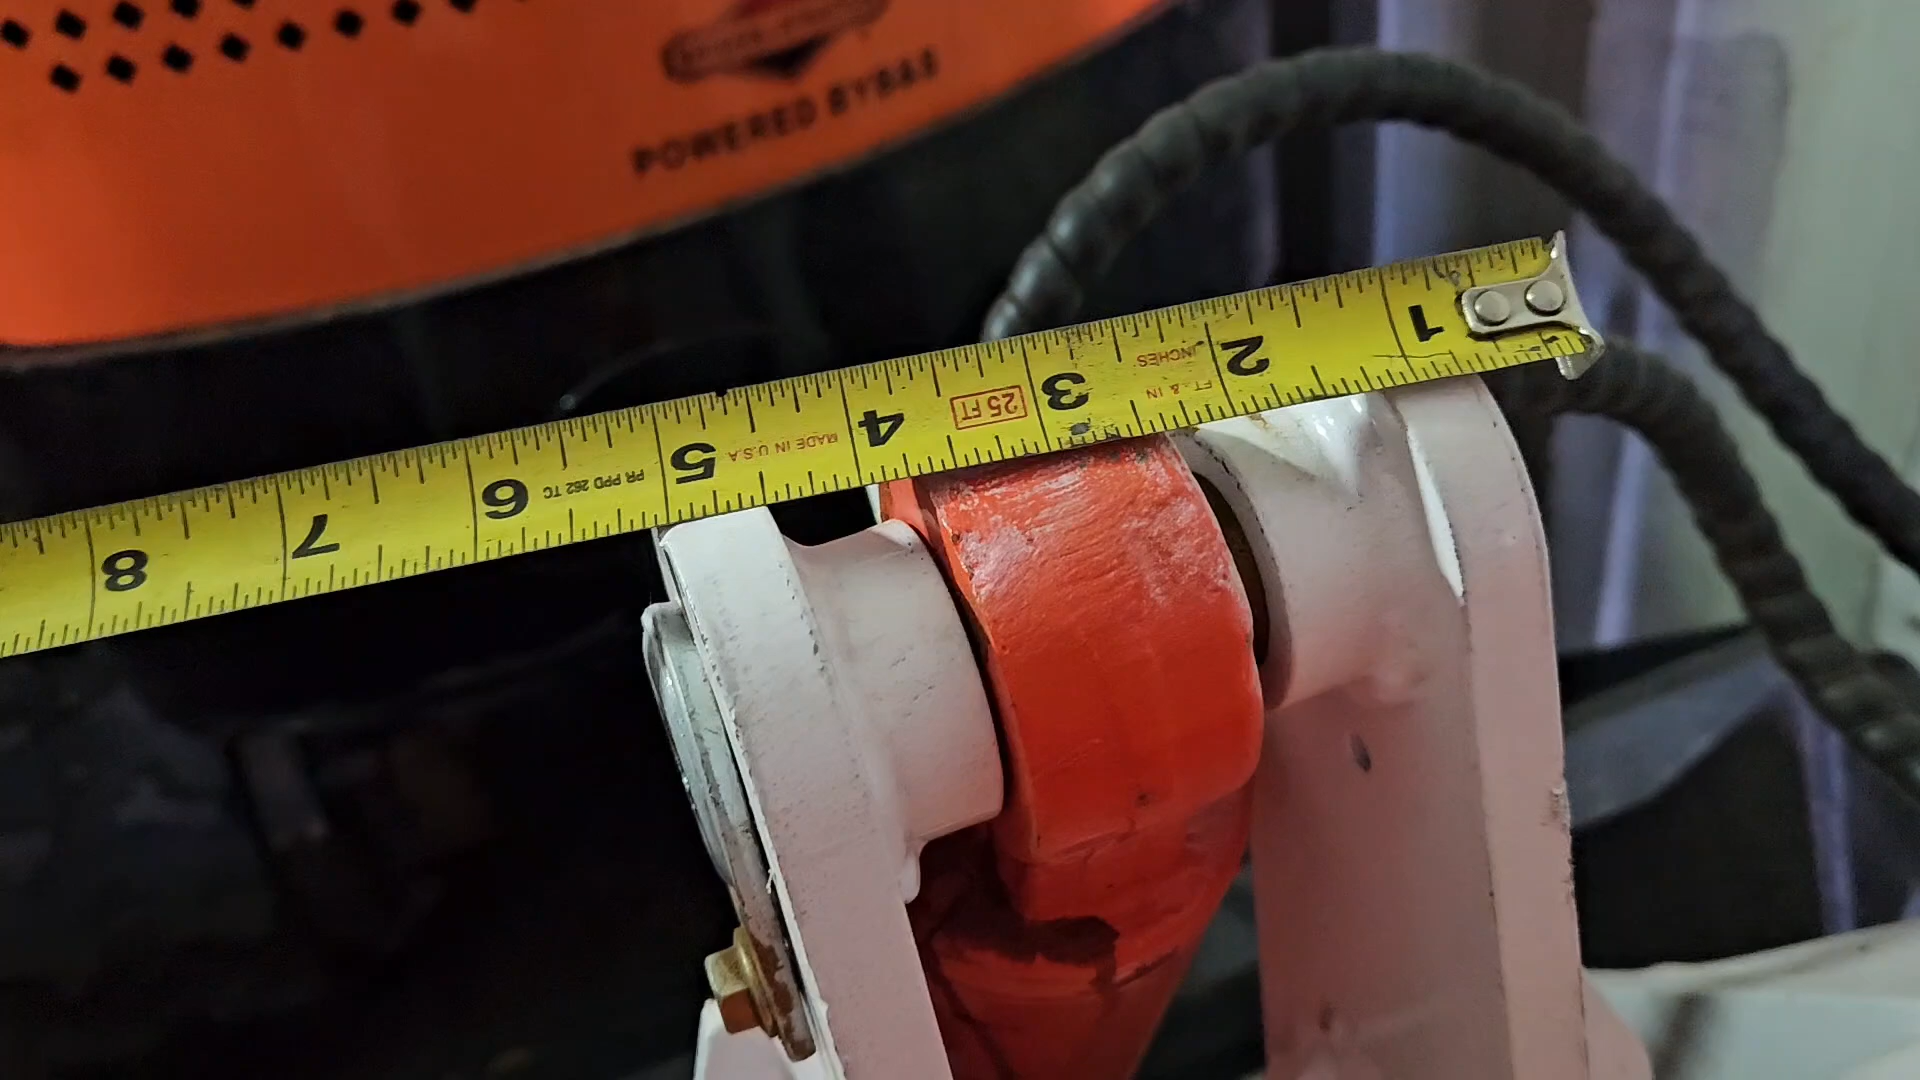 POWERED BY B&S
1
2
INCHES
FT. & IN
3
25 FT
4
MADE IN U.S.A
5
PR PPD 262 TC
6
7
8